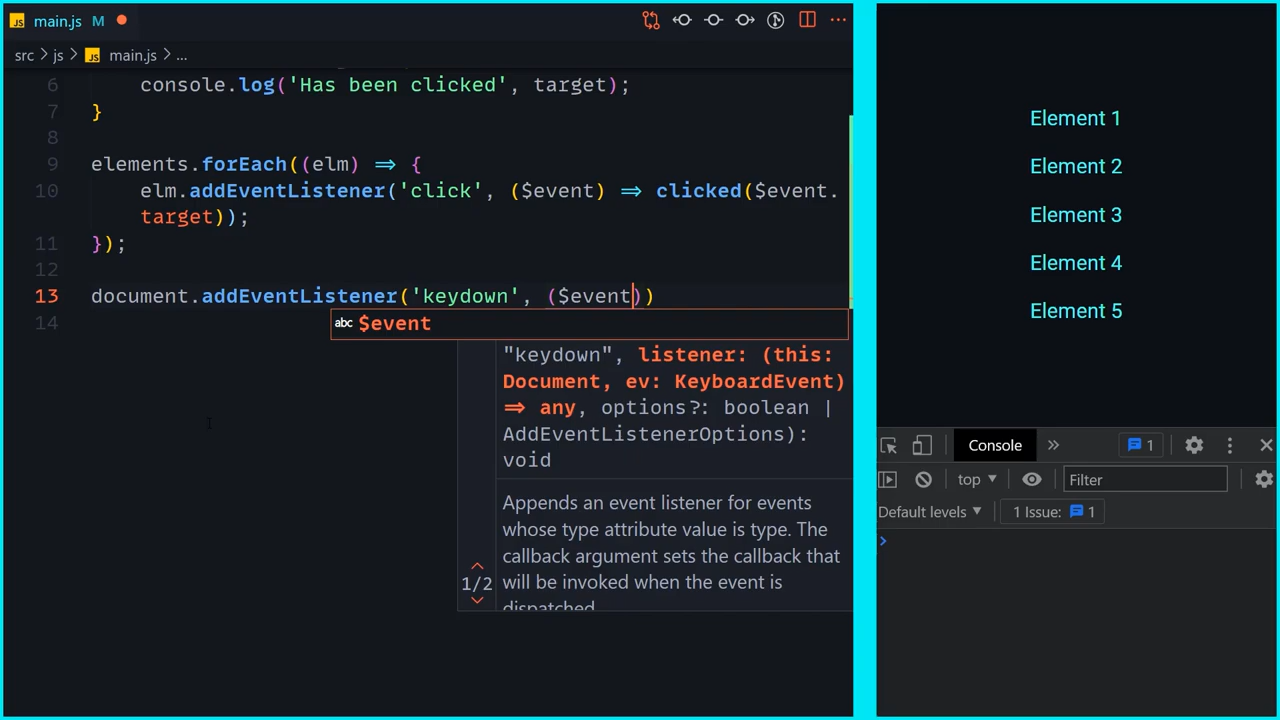 main.js M
src js main.js ...
6 console.log('Has been clicked', target);
7 }
8
9 elements.forEach((elm) => {
10 elm.addEventListener('click', ($event) => clicked($event.
target));
11 });
12
13 document.addEventListener('keydown', ($event))
14
abc $event
"keydown", listener: (this:
Document, ev: KeyboardEvent)
=> any, options?: boolean |
AddEventListenerOptions):
void
Appends an event listener for events
whose type attribute value is type. The
callback argument sets the callback that
will be invoked when the event is
dispatched
1/2
Element 1
Element 2
Element 3
Element 4
Element 5
Console 1
top Filter
Default levels 1 Issue: 1